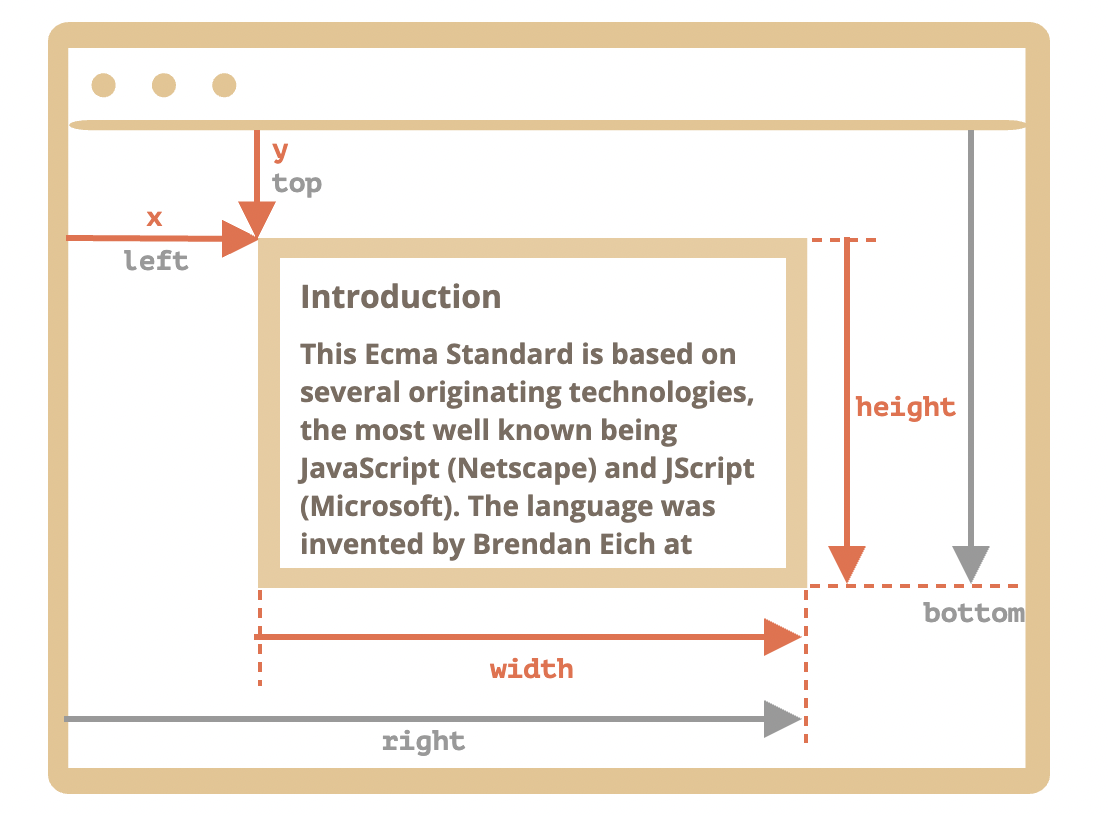 y
top
x
left
Introduction
This Ecma Standard is based on
several originating technologies,
the most well known being
JavaScript (Netscape) and JScript
(Microsoft). The language was
invented by Brendan Eich at
height
bottom
width
right